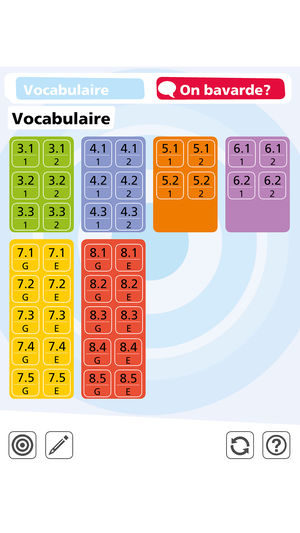 Vocabulaire On bavarde?
Vocabulaire
3.1 1 3.1 2 4.1 1 4.1 2 5.1 1 5.1 2 6.1 1 6.1 2
3.2 1 3.2 2 4.2 1 4.2 2 5.2 1 5.2 2 6.2 1 6.2 2
3.3 1 3.3 2 4.3 1 4.3 2
7.1 G 7.1 E 8.1 G 8.1 E
7.2 G 7.2 E 8.2 G 8.2 E
7.3 G 7.3 E 8.3 G 8.3 E
7.4 G 7.4 E 8.4 G 8.4 E
7.5 G 7.5 E 8.5 G 8.5 E
?